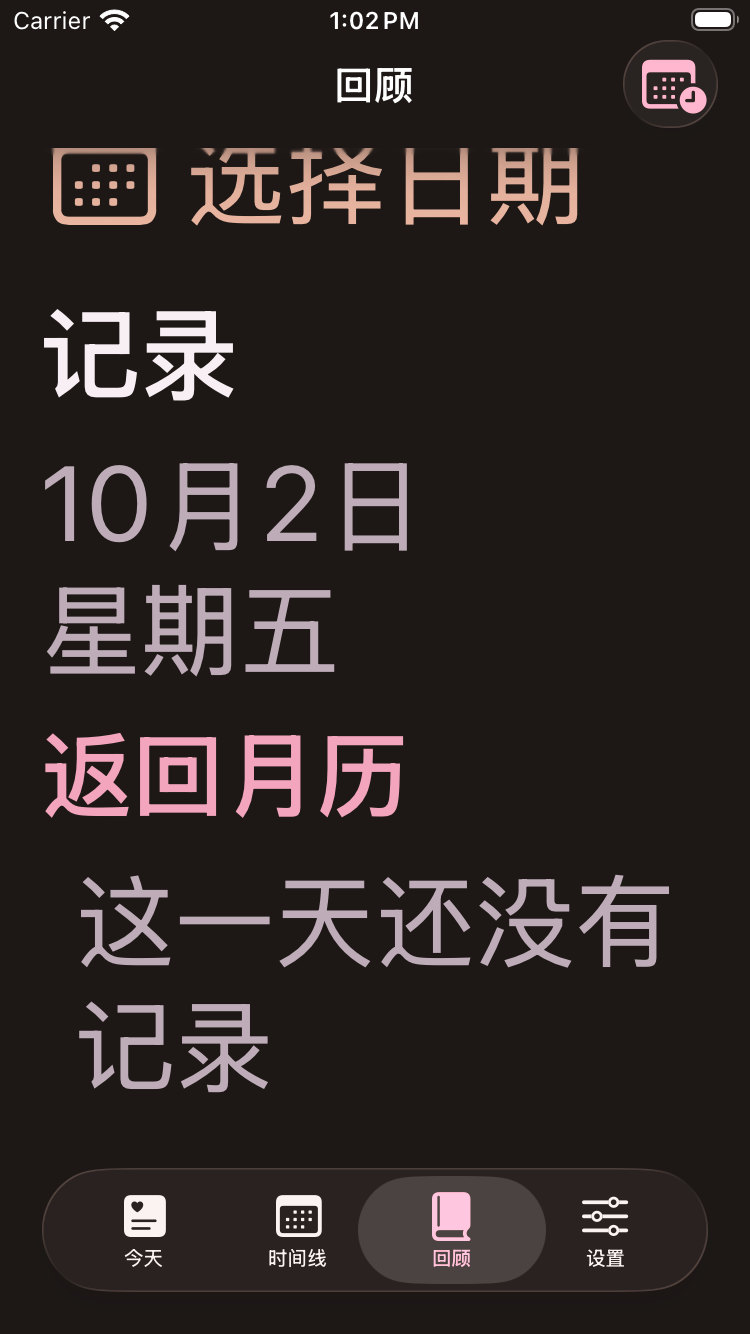 Carrier 1:02 PM
回顾
选择日期
记录
10月2日
星期五
返回月历
这一天还没有
记录
今天 时间线 回顾 设置